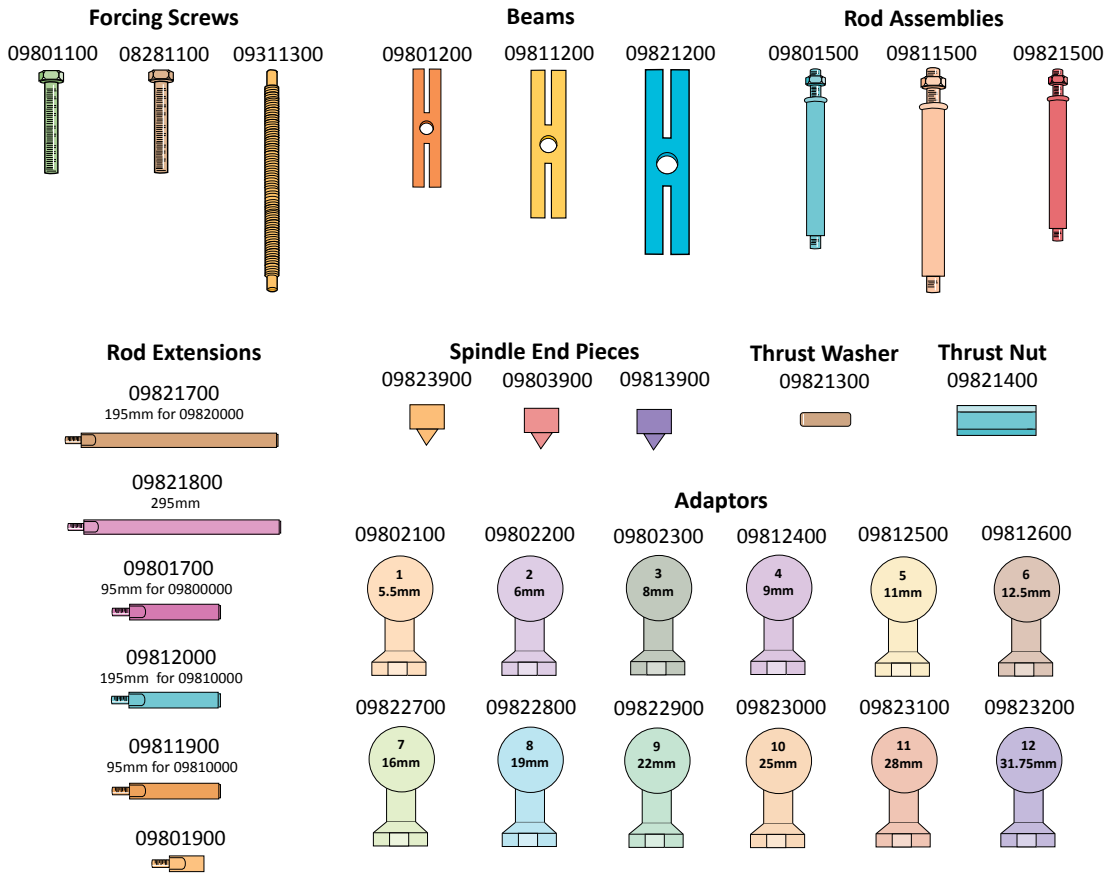 Forcing Screws
09801100 08281100 09311300
Beams
09801200 09811200 09821200
Rod Assemblies
09801500 09811500 09821500
Rod Extensions
09821700
195mm for 09820000
09821800
295mm
09801700
95mm for 09800000
09812000
195mm for 09810000
09811900
95mm for 09810000
09801900
Spindle End Pieces
09823900 09803900 09813900
Thrust Washer
09821300
Thrust Nut
09821400
Adaptors
09802100 09802200 09802300 09812400 09812500 09812600
1 2 3 4 5 6
5.5mm 6mm 8mm 9mm 11mm 12.5mm
09822700 09822800 09822900 09823000 09823100 09823200
7 8 9 10 11 12
16mm 19mm 22mm 25mm 28mm 31.75mm